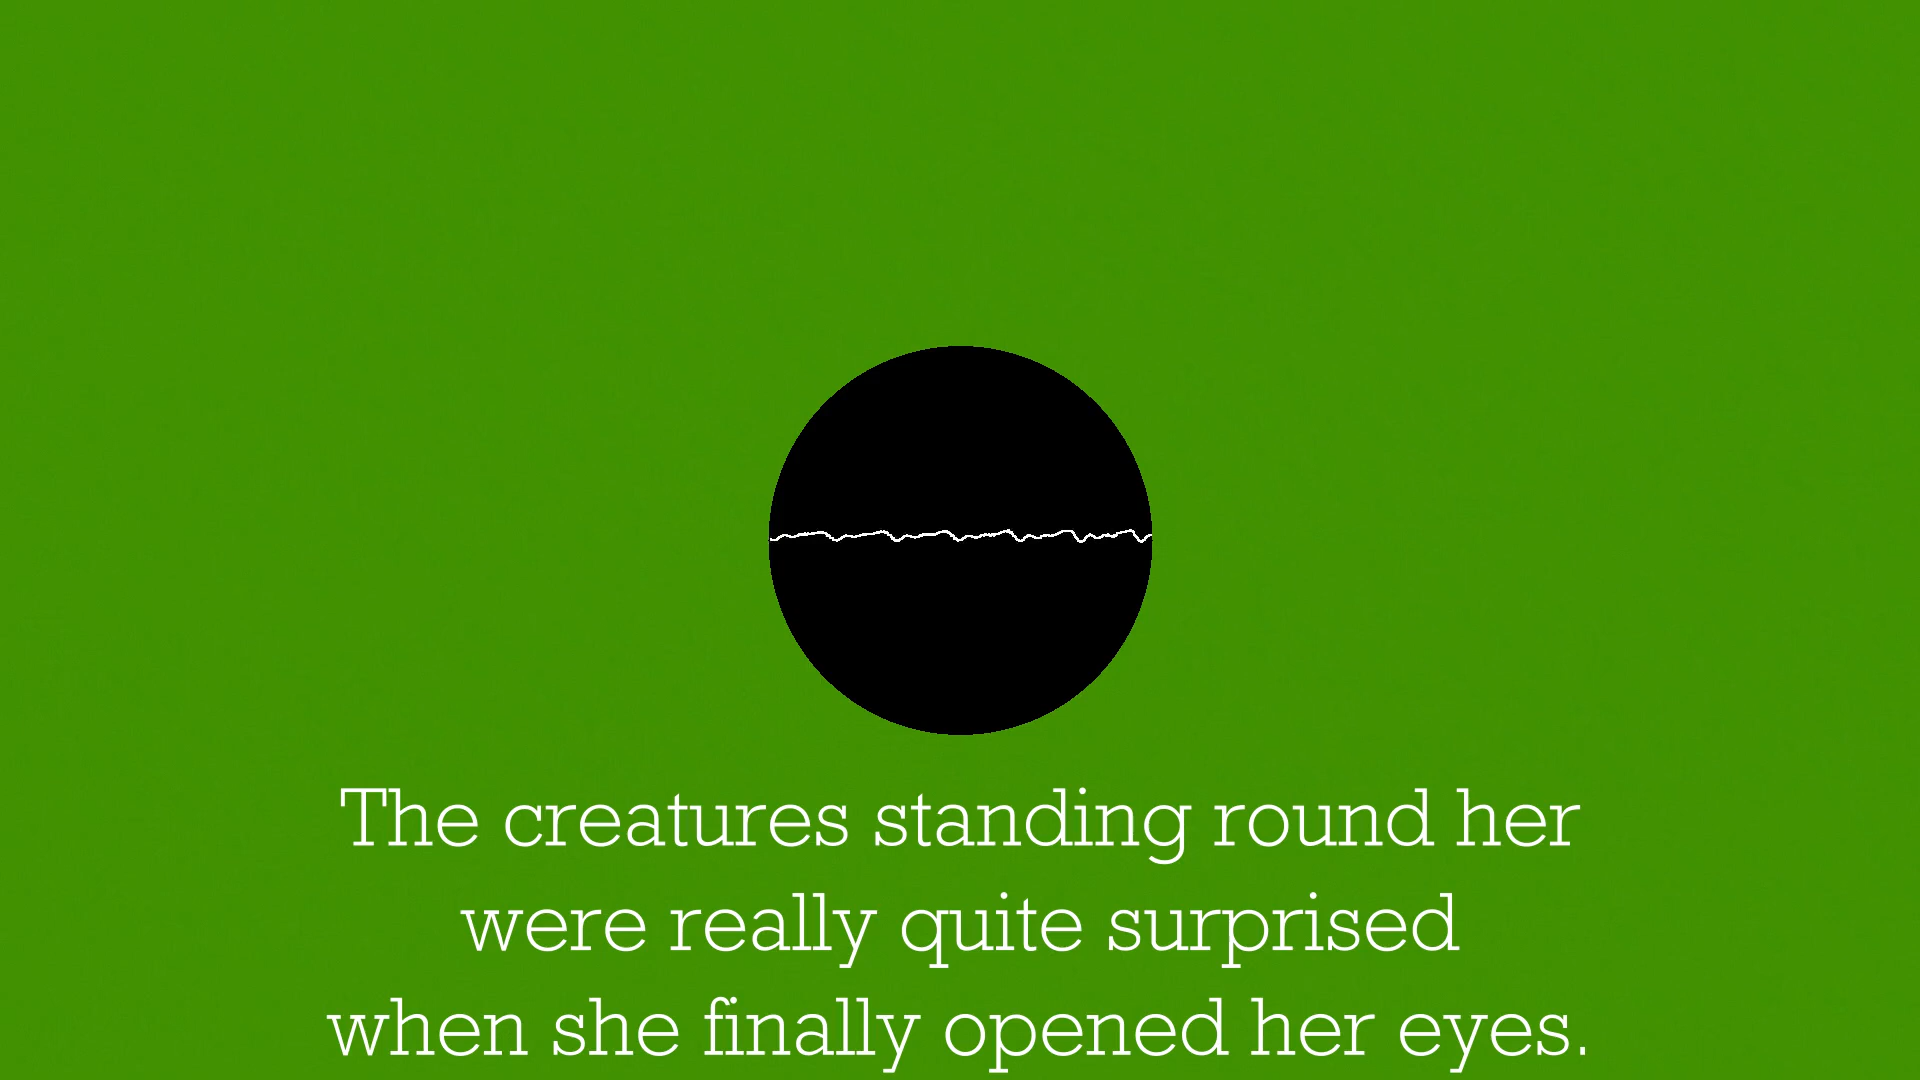 The creatures standing round her
were really quite surprised
when she finally opened her eyes.